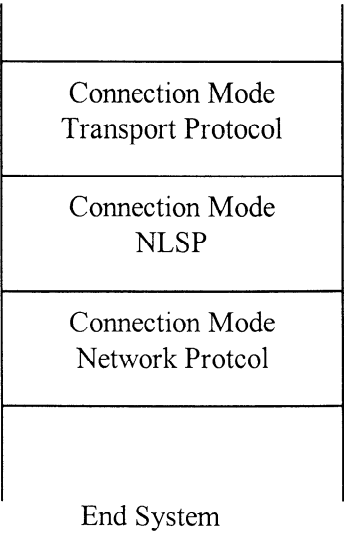 Connection Mode
Transport Protocol
Connection Mode
NLSP
Connection Mode
Network Protcol
End System